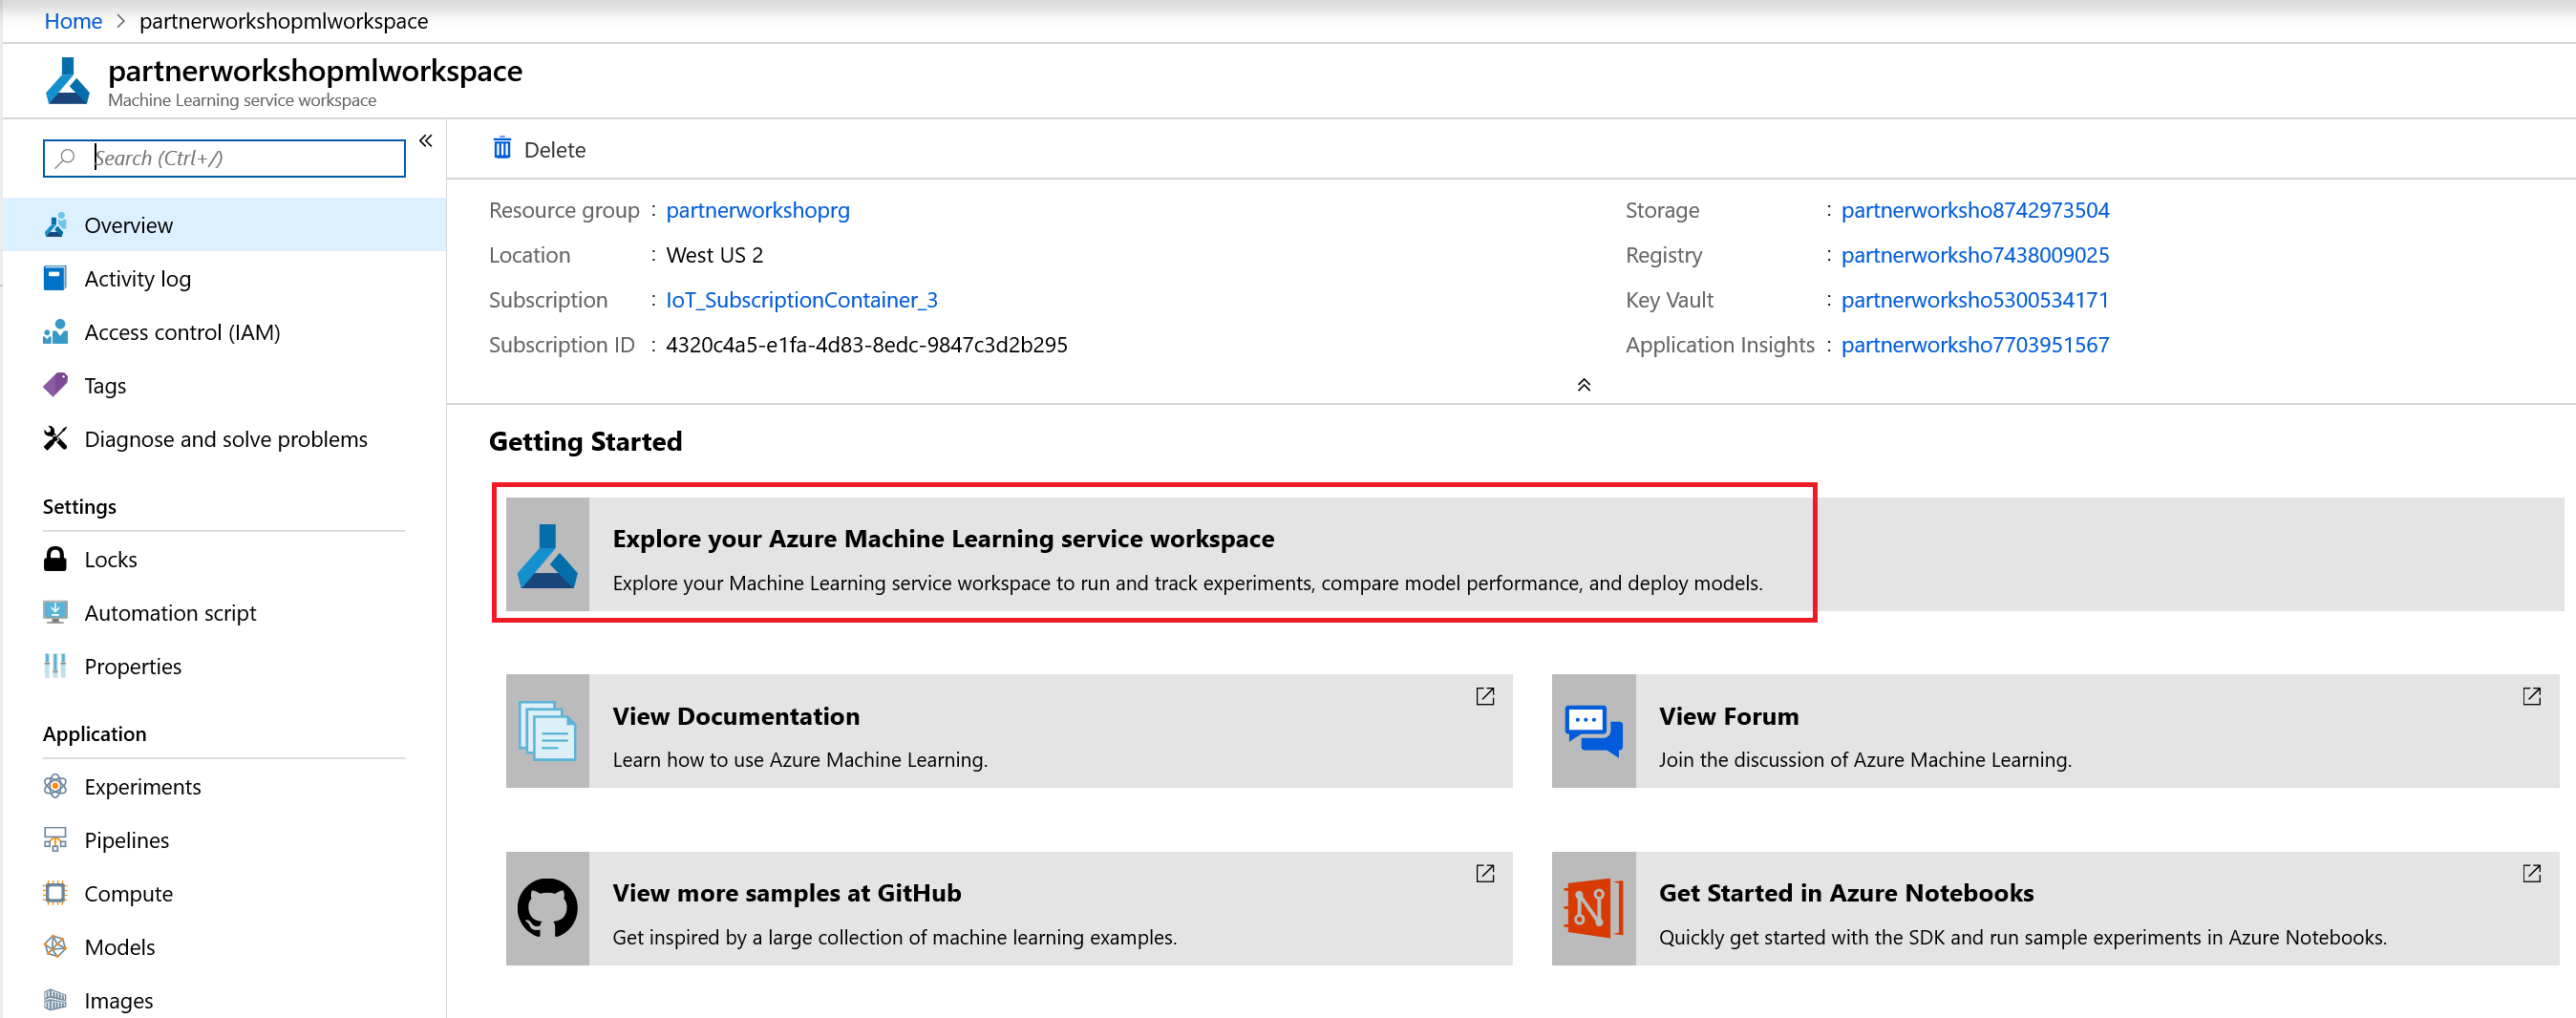 Home > partnerworkshopmlworkspace
partnerworkshopmlworkspace
Machine Learning service workspace
Search (Ctrl+/)
«
Overview
Activity log
Access control (IAM)
Tags
Diagnose and solve problems
Settings
Locks
Automation script
Properties
Application
Experiments
Pipelines
Compute
Models
Images
Delete
Resource group : partnerworkshoprg
Location : West US 2
Subscription : IoT_SubscriptionContainer_3
Subscription ID : 4320c4a5-e1fa-4d83-8edc-9847c3d2b295
Storage : partnerworksho8742973504
Registry : partnerworksho7438009025
Key Vault : partnerworksho5300534171
Application Insights : partnerworksho7703951567
Getting Started
Explore your Azure Machine Learning service workspace
Explore your Machine Learning service workspace to run and track experiments, compare model performance, and deploy models.
View Documentation
Learn how to use Azure Machine Learning.
View Forum
Join the discussion of Azure Machine Learning.
View more samples at GitHub
Get inspired by a large collection of machine learning examples.
Get Started in Azure Notebooks
Quickly get started with the SDK and run sample experiments in Azure Notebooks.